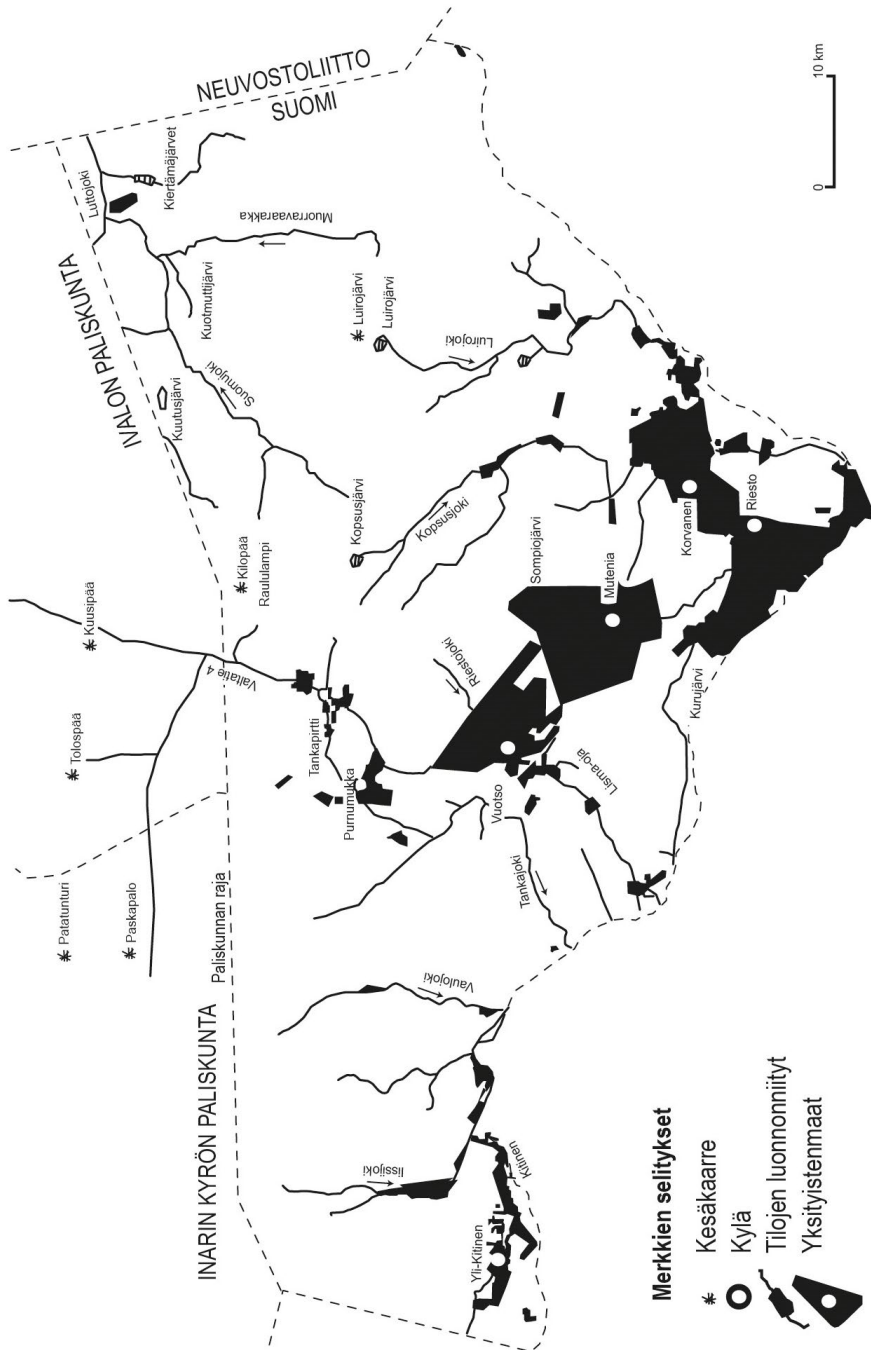 NEUVOSTOLIITTO
SUOMI
IVALON PALISKUNTA
INARIN KYRÖN PALISKUNTA
Paliskunnan raja
Luttojoki
Kiertämäjärvet
Muorravaarakka
Kuotmuttijärvi
Suomujoki
Kuutusjärvi
Luirojärvi
Luirojärvi
Luirojoki
Kopsusjärvi
Kopsusjoki
Kiilopää
Raululampi
Kuusipää
Valtatie 4
Tolospää
Patatunturi
Paskapalo
Tankapirtti
Purnumukka
Riestojoki
Sompiojärvi
Mutenia
Korvanen
Riesto
Kurujärvi
Vuotso
Lisma-oja
Tankajoki
Vaulojoki
Iissijoki
Kitinen
Yli-Kitinen
0
10 km
Merkkien selitykset
Kesäkaarre
Kylä
Tilojen luonnonniityt
Yksityistenmaat